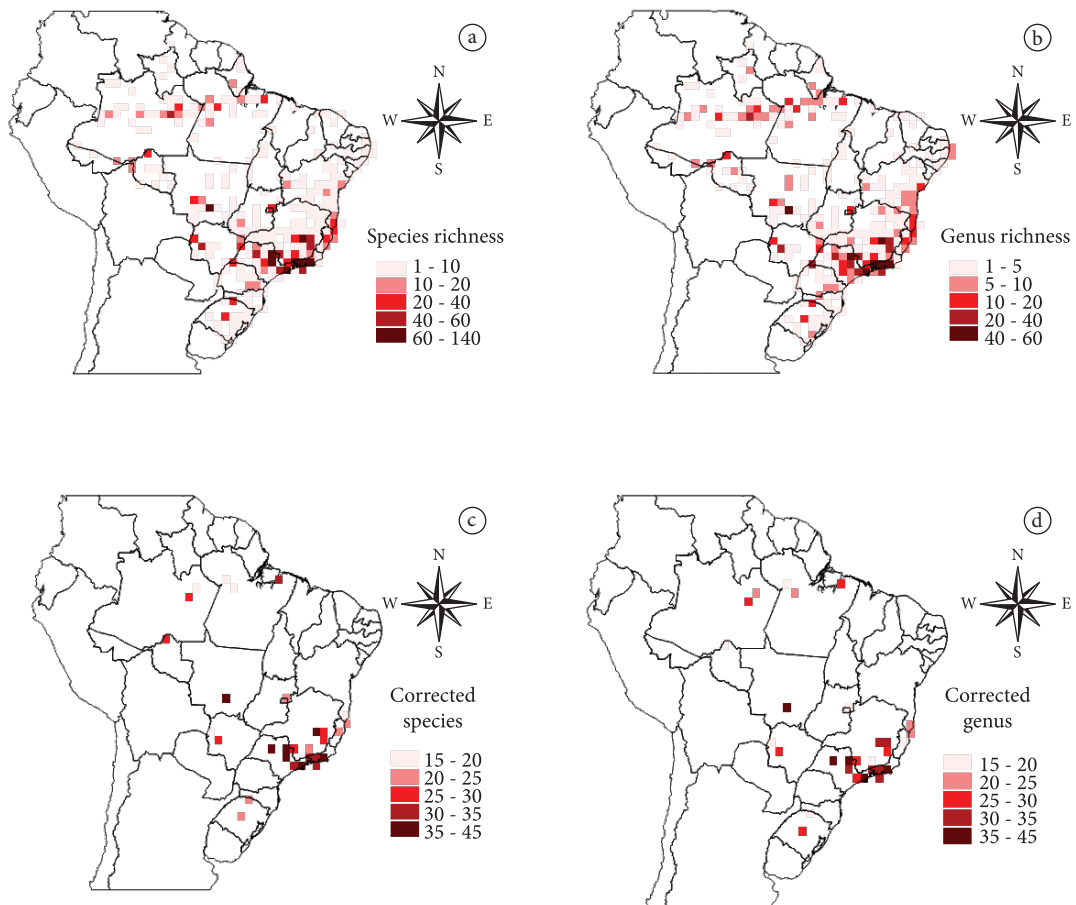 a
N
W E
S
Species richness
1 - 10
10 - 20
20 - 40
40 - 60
60 - 140
b
N
W E
S
Genus richness
1 - 5
5 - 10
10 - 20
20 - 40
40 - 60
c
N
W E
S
Corrected
species
15 - 20
20 - 25
25 - 30
30 - 35
35 - 45
d
N
W E
S
Corrected
genus
15 - 20
20 - 25
25 - 30
30 - 35
35 - 45